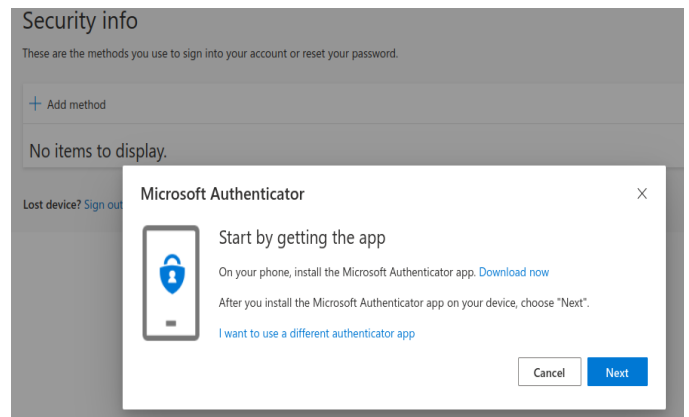 Security info
These are the methods you use to sign into your account or reset your password.
+ Add method
No items to display.
Lost device? Sign out
Microsoft Authenticator
Start by getting the app
On your phone, install the Microsoft Authenticator app. Download now
After you install the Microsoft Authenticator app on your device, choose "Next".
I want to use a different authenticator app
Cancel
Next